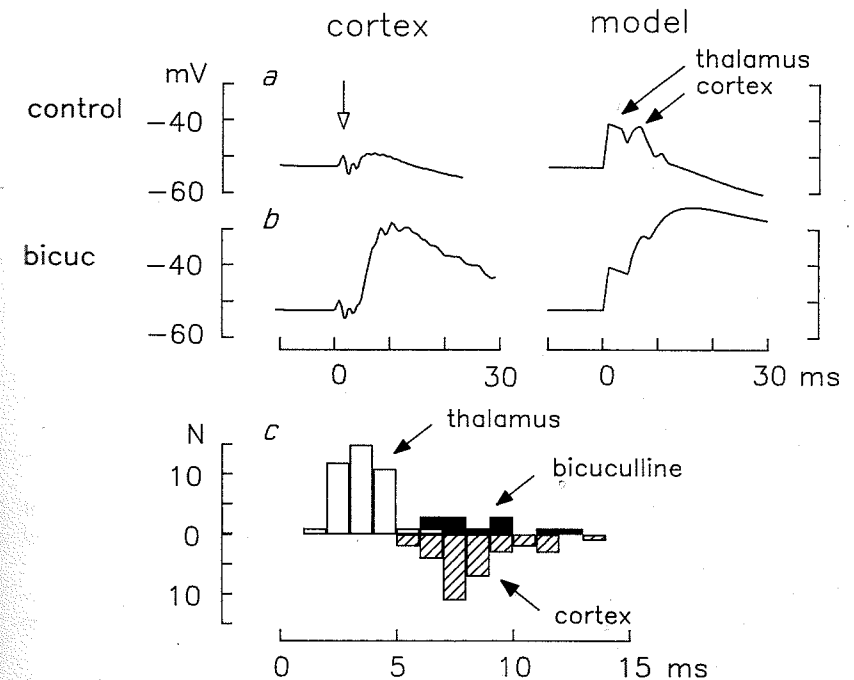 cortex model
mV a thalamus
control cortex
−40
−60
b
bicuc
−40
−60
0 30 0 30 ms
N c thalamus
10 bicuculline
0
10
cortex
0 5 10 15 ms